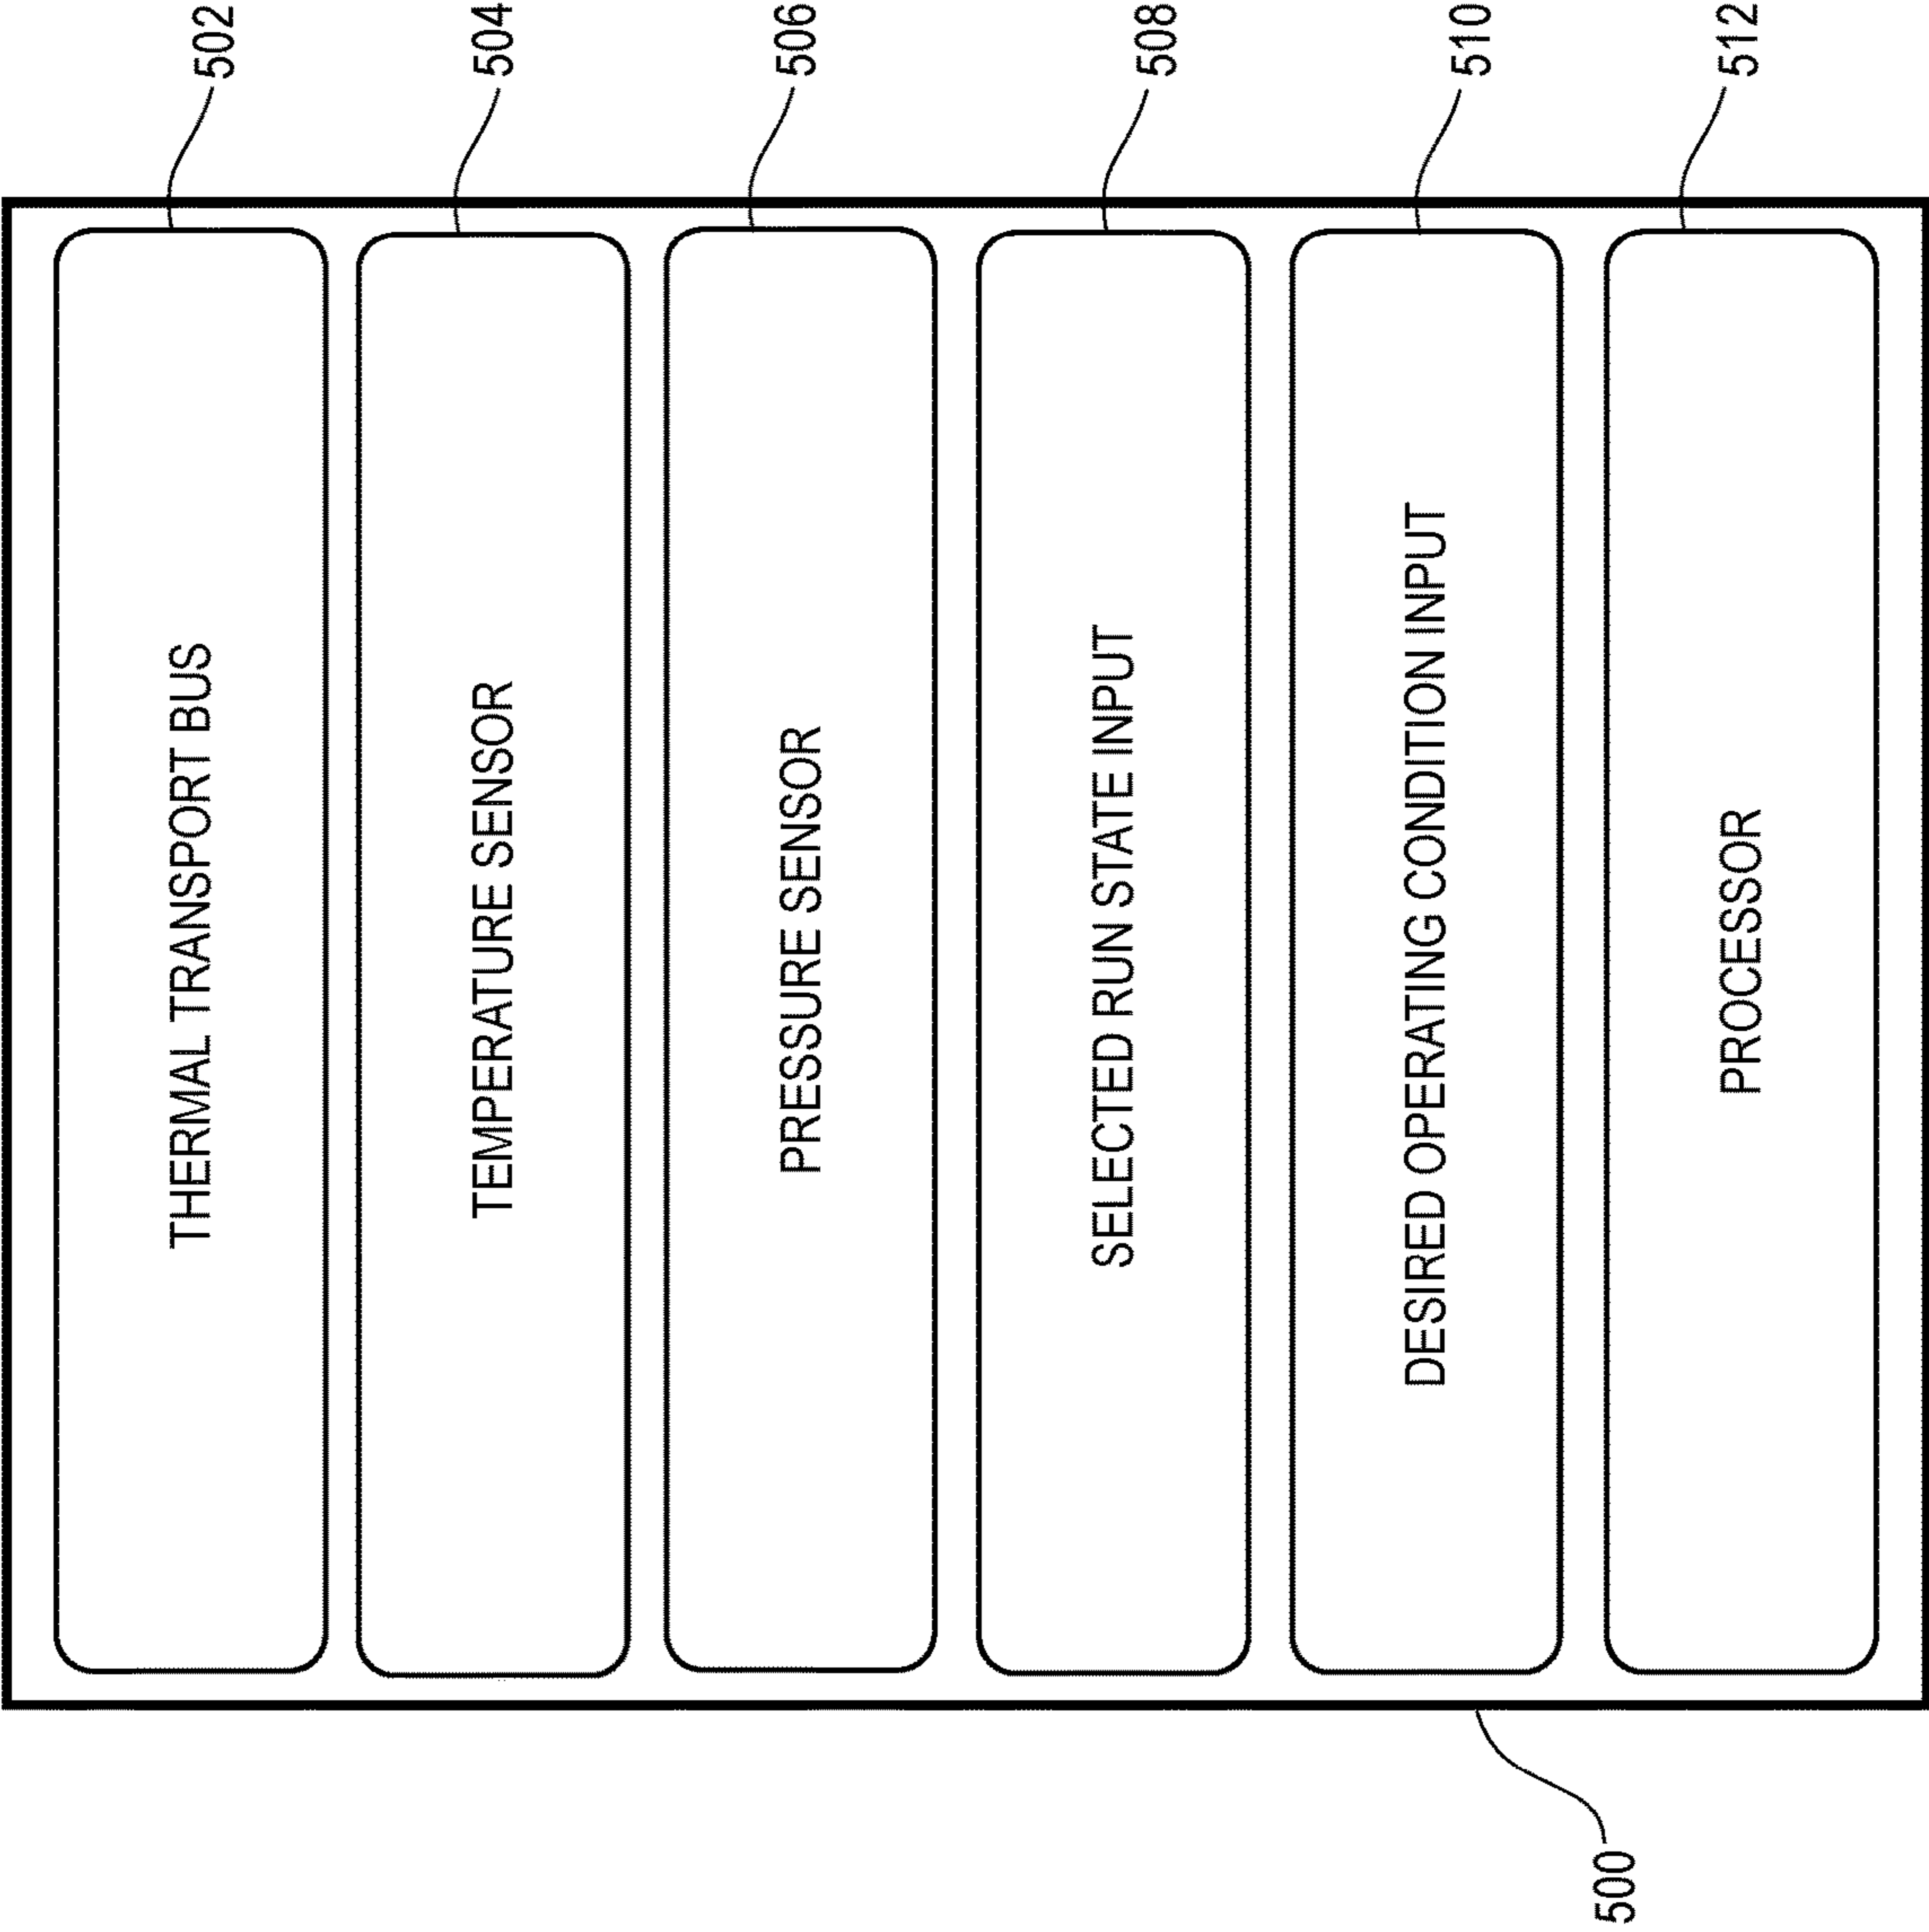 THERMAL TRANSPORT BUS
502
TEMPERATURE SENSOR
504
PRESSURE SENSOR
506
SELECTED RUN STATE INPUT
508
DESIRED OPERATING CONDITION INPUT
510
PROCESSOR
512
500